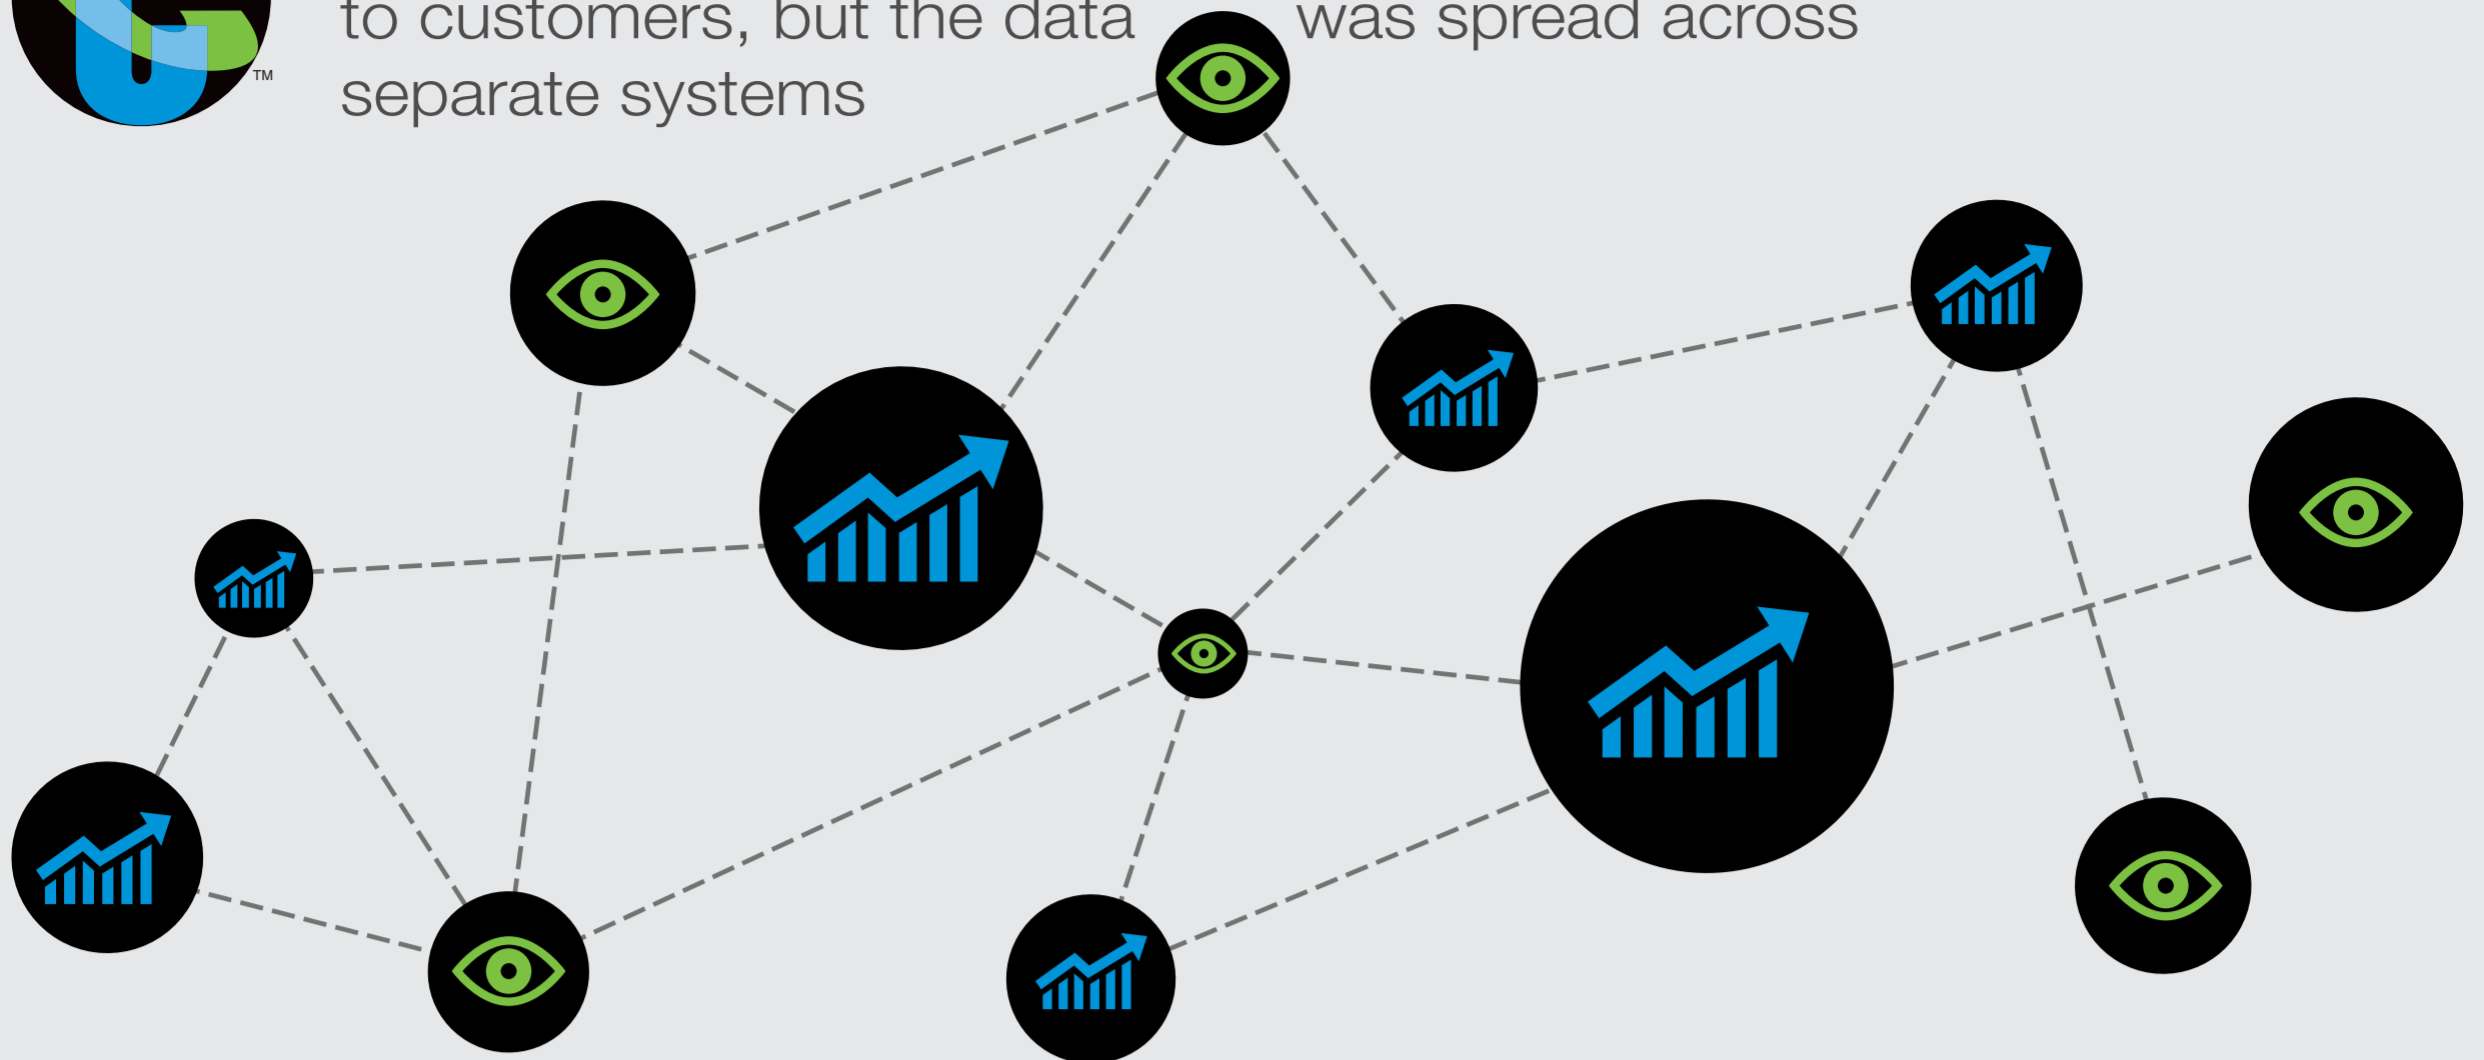 to customers, but the data was spread across
separate systems
TM